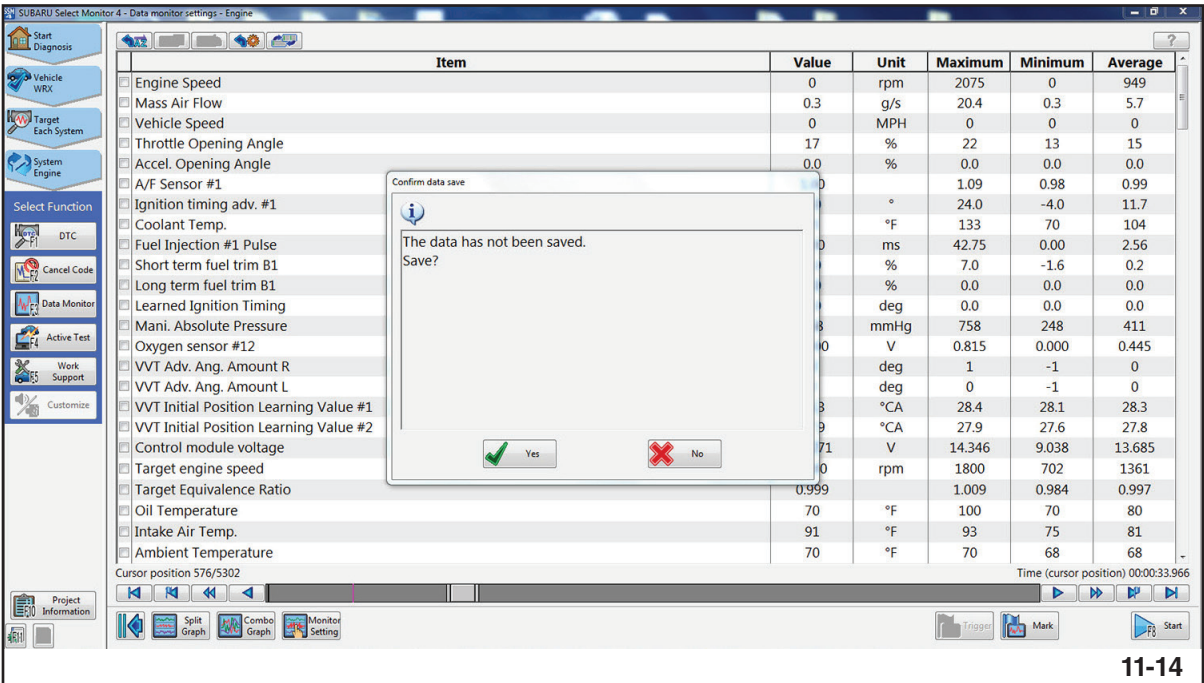 SUBARU Select Monitor 4 - Data monitor settings - Engine
Start
Diagnosis
Vehicle
WRX
Target
Each System
System
Engine
Select Function
DTC
F1
DTC
F2
Cancel Code
F3
Data Monitor
F4
Active Test
F5
Work
Support
Customize
F10
Project
Information
F11
?
Item Value Unit Maximum Minimum Average
Engine Speed 0 rpm 2075 0 949
Mass Air Flow 0.3 g/s 20.4 0.3 5.7
Vehicle Speed 0 MPH 0 0 0
Throttle Opening Angle 17 % 22 13 15
Accel. Opening Angle 0.0 % 0.0 0.0 0.0
A/F Sensor #1 1.09 0.98 0.99
Ignition timing adv. #1 ° 24.0 -4.0 11.7
Coolant Temp. °F 133 70 104
Fuel Injection #1 Pulse ms 42.75 0.00 2.56
Short term fuel trim B1 % 7.0 -1.6 0.2
Long term fuel trim B1 % 0.0 0.0 0.0
Learned Ignition Timing deg 0.0 0.0 0.0
Mani. Absolute Pressure mmHg 758 248 411
Oxygen sensor #12 V 0.815 0.000 0.445
VVT Adv. Ang. Amount R deg 1 -1 0
VVT Adv. Ang. Amount L deg 0 -1 0
VVT Initial Position Learning Value #1 °CA 28.4 28.1 28.3
VVT Initial Position Learning Value #2 °CA 27.9 27.6 27.8
Control module voltage V 14.346 9.038 13.685
Target engine speed rpm 1800 702 1361
Target Equivalence Ratio 0.999 1.009 0.984 0.997
Oil Temperature 70 °F 100 70 80
Intake Air Temp. 91 °F 93 75 81
Ambient Temperature 70 °F 70 68 68
Confirm data save
The data has not been saved.
Save?
Yes No
Cursor position 576/5302 Time (cursor position) 00:00:33.966
Split
Graph
Combo
Graph
Monitor
Setting
Trigger
Mark
F8
Start
11-14